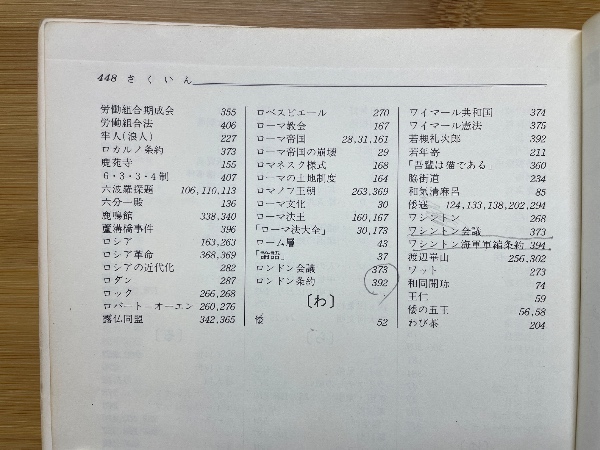 448 さくいん
労働組合期成会 355
労働組合法 406
牢人(浪人) 227
ロカルノ条約 373
鹿苑寺 155
6・3・3・4制 407
六波羅探題 106,110,113
六分一殿 136
鹿鳴館 338,340
蘆溝橋事件 396
ロシア 163,263
ロシア革命 368,369
ロシアの近代化 282
ロダン 287
ロック 266,268
ロバート＝オーエン 260,276
露仏同盟 342,365
ロベスピエール 270
ローマ教会 167
ローマ帝国 28,31,161
ローマ帝国の崩壊 29
ロマネスク様式 168
ローマの土地制度 164
ロマノフ王朝 263,369
ローマ文化 30
ローマ法王 160,167
「ローマ法大全」 30,173
ローム層 43
「論語」 37
ロンドン会議 373
ロンドン条約 392
〔わ〕
倭 52
ワイマール共和国 374
ワイマール憲法 375
若槻礼次郎 392
若年寄 211
「吾輩は猫である 360
脇街道 234
和気清麻呂 85
倭寇 124,133,138,202,294
ワシントン 268
ワシントン会議 373
ワシントン海軍軍縮条約 394
渡辺崋山 256,302
ワット 273
和同開珎 74
王仁 59
倭の五王 56,58
わび茶 204